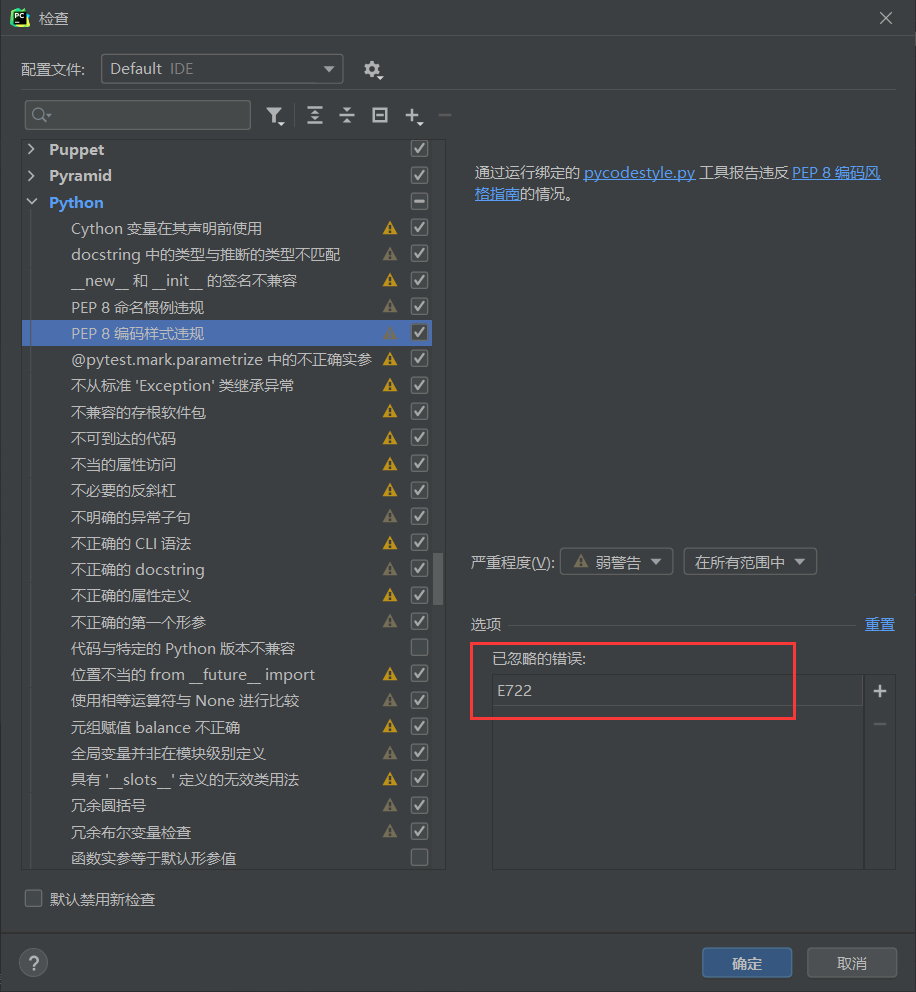 PC 检查
配置文件: Default IDE
Puppet
Pyramid
Python
Cython 变量在其声明前使用
docstring 中的类型与推断的类型不匹配
__new__ 和 __init__ 的签名不兼容
PEP 8 命名惯例违规
PEP 8 编码样式违规
@pytest.mark.parametrize 中的不正确实参
不从标准 'Exception' 类继承异常
不兼容的存根软件包
不可到达的代码
不当的属性访问
不必要的反斜杠
不明确的异常子句
不正确的 CLI 语法
不正确的 docstring
不正确的属性定义
不正确的第一个形参
代码与特定的 Python 版本不兼容
位置不当的 from __future__ import
使用相等运算符与 None 进行比较
元组赋值 balance 不正确
全局变量并非在模块级别定义
具有 '__slots__' 定义的无效类用法
冗余圆括号
冗余布尔变量检查
函数实参等于默认形参值
默认禁用新检查
通过运行绑定的 pycodestyle.py 工具报告违反 PEP 8 编码风
格指南的情况。
严重程度(V): 弱警告 在所有范围中
选项 重置
已忽略的错误:
E722
? 确定 取消